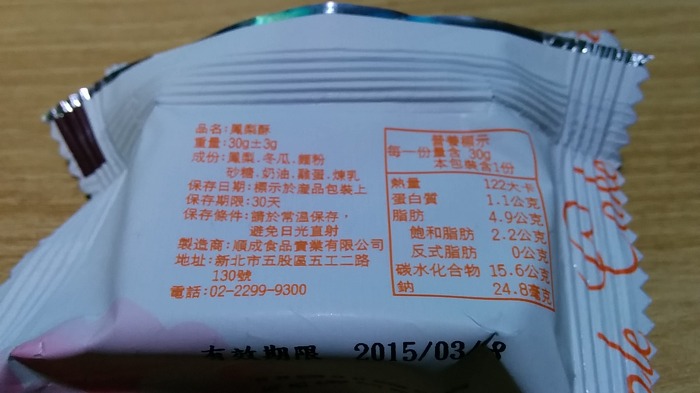 品名:鳳梨酥
重量:30g±3g
成份:鳳梨.冬瓜.麵粉
砂糖.奶油.雞蛋.煉乳
保存日期:標示於產品包裝上
保存期限:30天
保存條件:請於常溫保存，
避免日光直射
製造商:順成食品實業有限公司
地址:新北市五股區五工二路
130號
電話:02-2299-9300
營養標示
每一份量含 30g
本包裝含1份
熱量 122大卡
蛋白質 1.1公克
脂肪 4.9公克
飽和脂肪 2.2公克
反式脂肪 0公克
碳水化合物 15.6公克
鈉 24.8毫克
有效期限 2015/03/
Cake